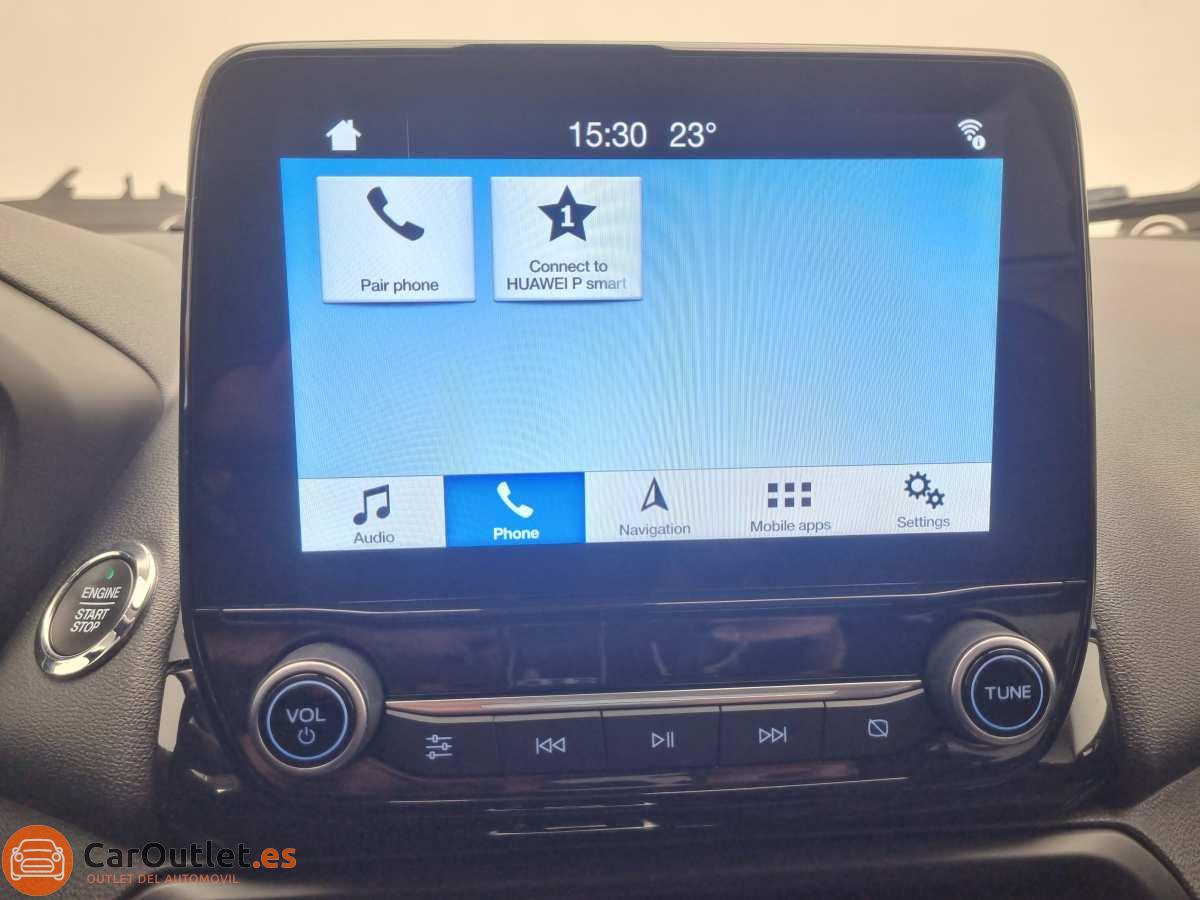 15:30 23°
Pair phone
1
Connect to
HUAWEI P smart
Audio
Phone
Navigation
Mobile apps
Settings
ENGINE
START
STOP
VOL
TUNE
CarOutlet.es
OUTLET DEL AUTOMOVIL